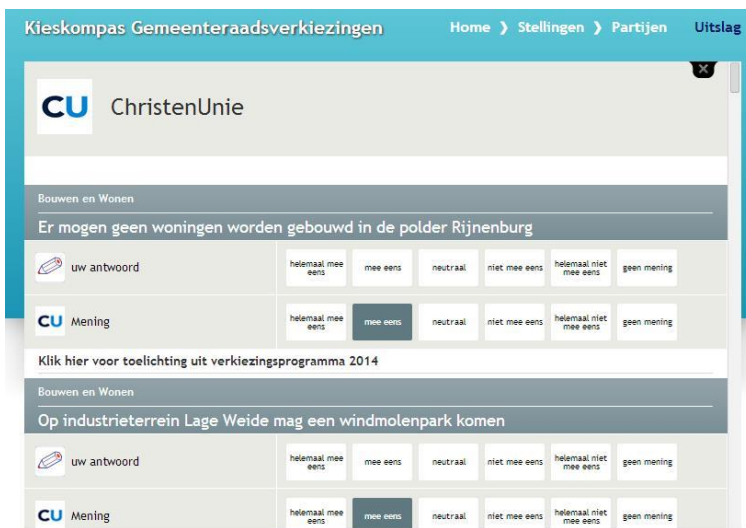 Kieskompas Gemeenteraadsverkiezingen
Home ❭ Stellingen ❭ Partijen Uitslag
X
CU ChristenUnie
Bouwen en Wonen
Er mogen geen woningen worden gebouwd in de polder Rijnenburg
uw antwoord
helemaal mee eens
mee eens
neutraal
niet mee eens
helemaal niet mee eens
geen mening
CU Mening
helemaal mee eens
mee eens
neutraal
niet mee eens
helemaal niet mee eens
geen mening
Klik hier voor toelichting uit verkiezingsprogramma 2014
Bouwen en Wonen
Op industrieterrein Lage Weide mag een windmolenpark komen
uw antwoord
helemaal mee eens
mee eens
neutraal
niet mee eens
helemaal niet mee eens
geen mening
CU Mening
helemaal mee eens
mee eens
neutraal
niet mee eens
helemaal niet mee eens
geen mening